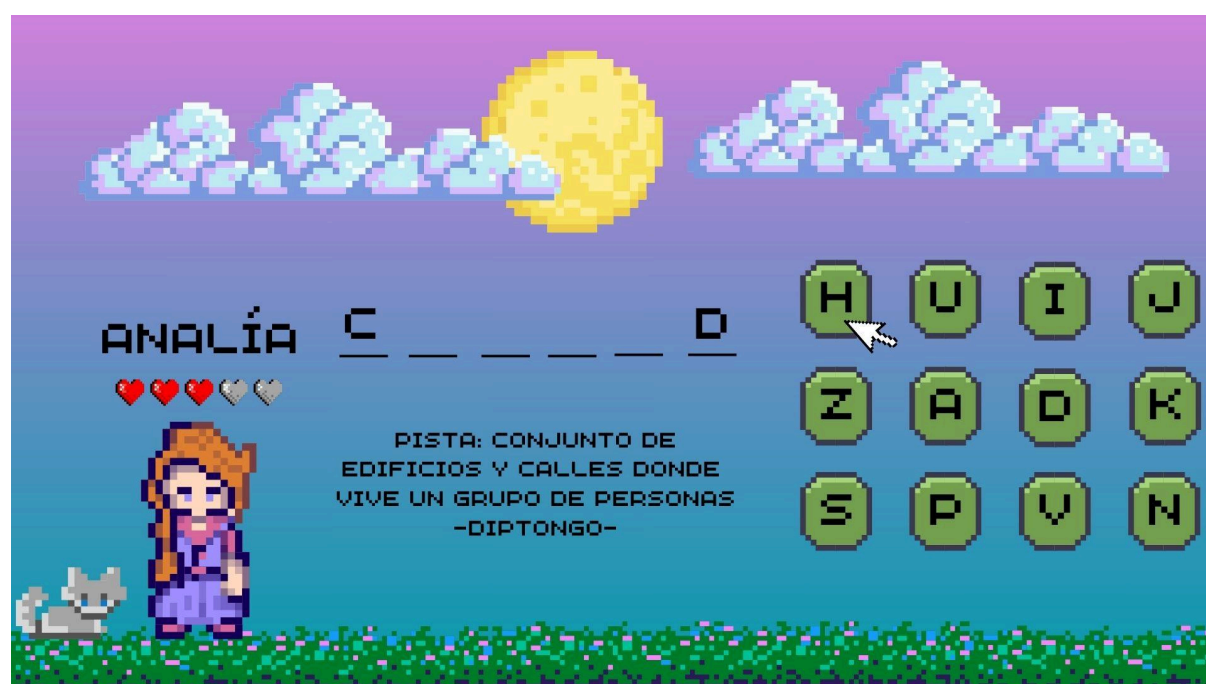 ANALÍA
C _ _ _ _ D
PISTA: CONJUNTO DE
EDIFICIOS Y CALLES DONDE
VIVE UN GRUPO DE PERSONAS
-DIPTONGO-
H U I J
Z A D K
S P V N